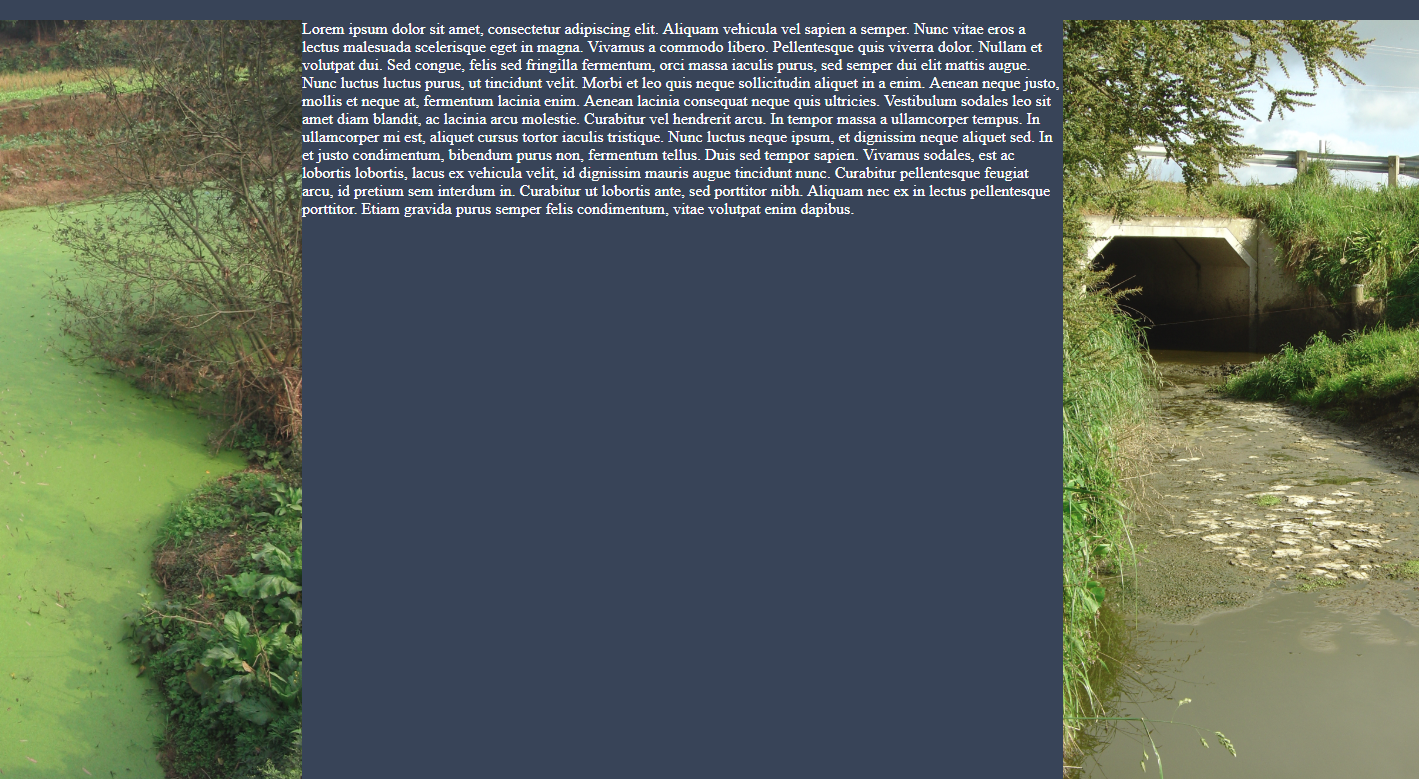 Lorem ipsum dolor sit amet, consectetur adipiscing elit. Aliquam vehicula vel sapien a semper. Nunc vitae eros a
lectus malesuada scelerisque eget in magna. Vivamus a commodo libero. Pellentesque quis viverra dolor. Nullam et
volutpat dui. Sed congue, felis sed fringilla fermentum, orci massa iaculis purus, sed semper dui elit mattis augue.
Nunc luctus luctus purus, ut tincidunt velit. Morbi et leo quis neque sollicitudin aliquet in a enim. Aenean neque justo,
mollis et neque at, fermentum lacinia enim. Aenean lacinia consequat neque quis ultricies. Vestibulum sodales leo sit
amet diam blandit, ac lacinia arcu molestie. Curabitur vel hendrerit arcu. In tempor massa a ullamcorper tempus. In
ullamcorper mi est, aliquet cursus tortor iaculis tristique. Nunc luctus neque ipsum, et dignissim neque aliquet sed. In
et justo condimentum, bibendum purus non, fermentum tellus. Duis sed tempor sapien. Vivamus sodales, est ac
lobortis lobortis, lacus ex vehicula velit, id dignissim mauris augue tincidunt nunc. Curabitur pellentesque feugiat
arcu, id pretium sem interdum in. Curabitur ut lobortis ante, sed porttitor nibh. Aliquam nec ex in lectus pellentesque
porttitor. Etiam gravida purus semper felis condimentum, vitae volutpat enim dapibus.